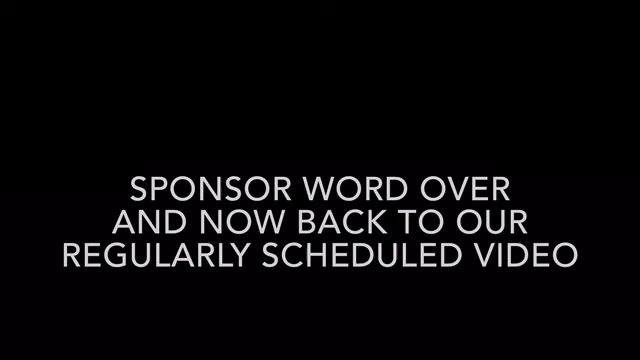 SPONSOR WORD OVER
AND NOW BACK TO OUR
REGULARLY SCHEDULED VIDEO